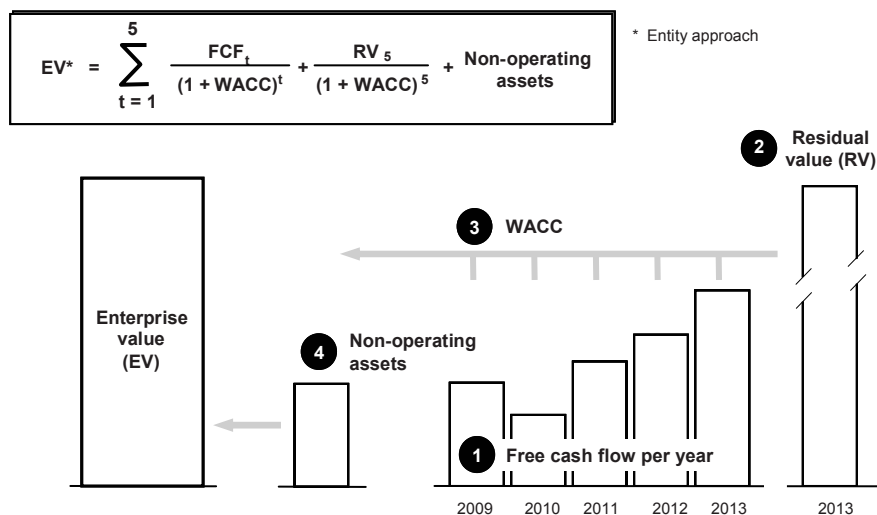 5
EV* = ∑ FCFₜ / (1 + WACC)ᵗ + RV ₅ / (1 + WACC) ⁵ + Non-operating assets
t = 1
* Entity approach
2 Residual
value (RV)
3 WACC
Enterprise
value
(EV)
4 Non-operating
assets
1 Free cash flow per year
2009 2010 2011 2012 2013 2013